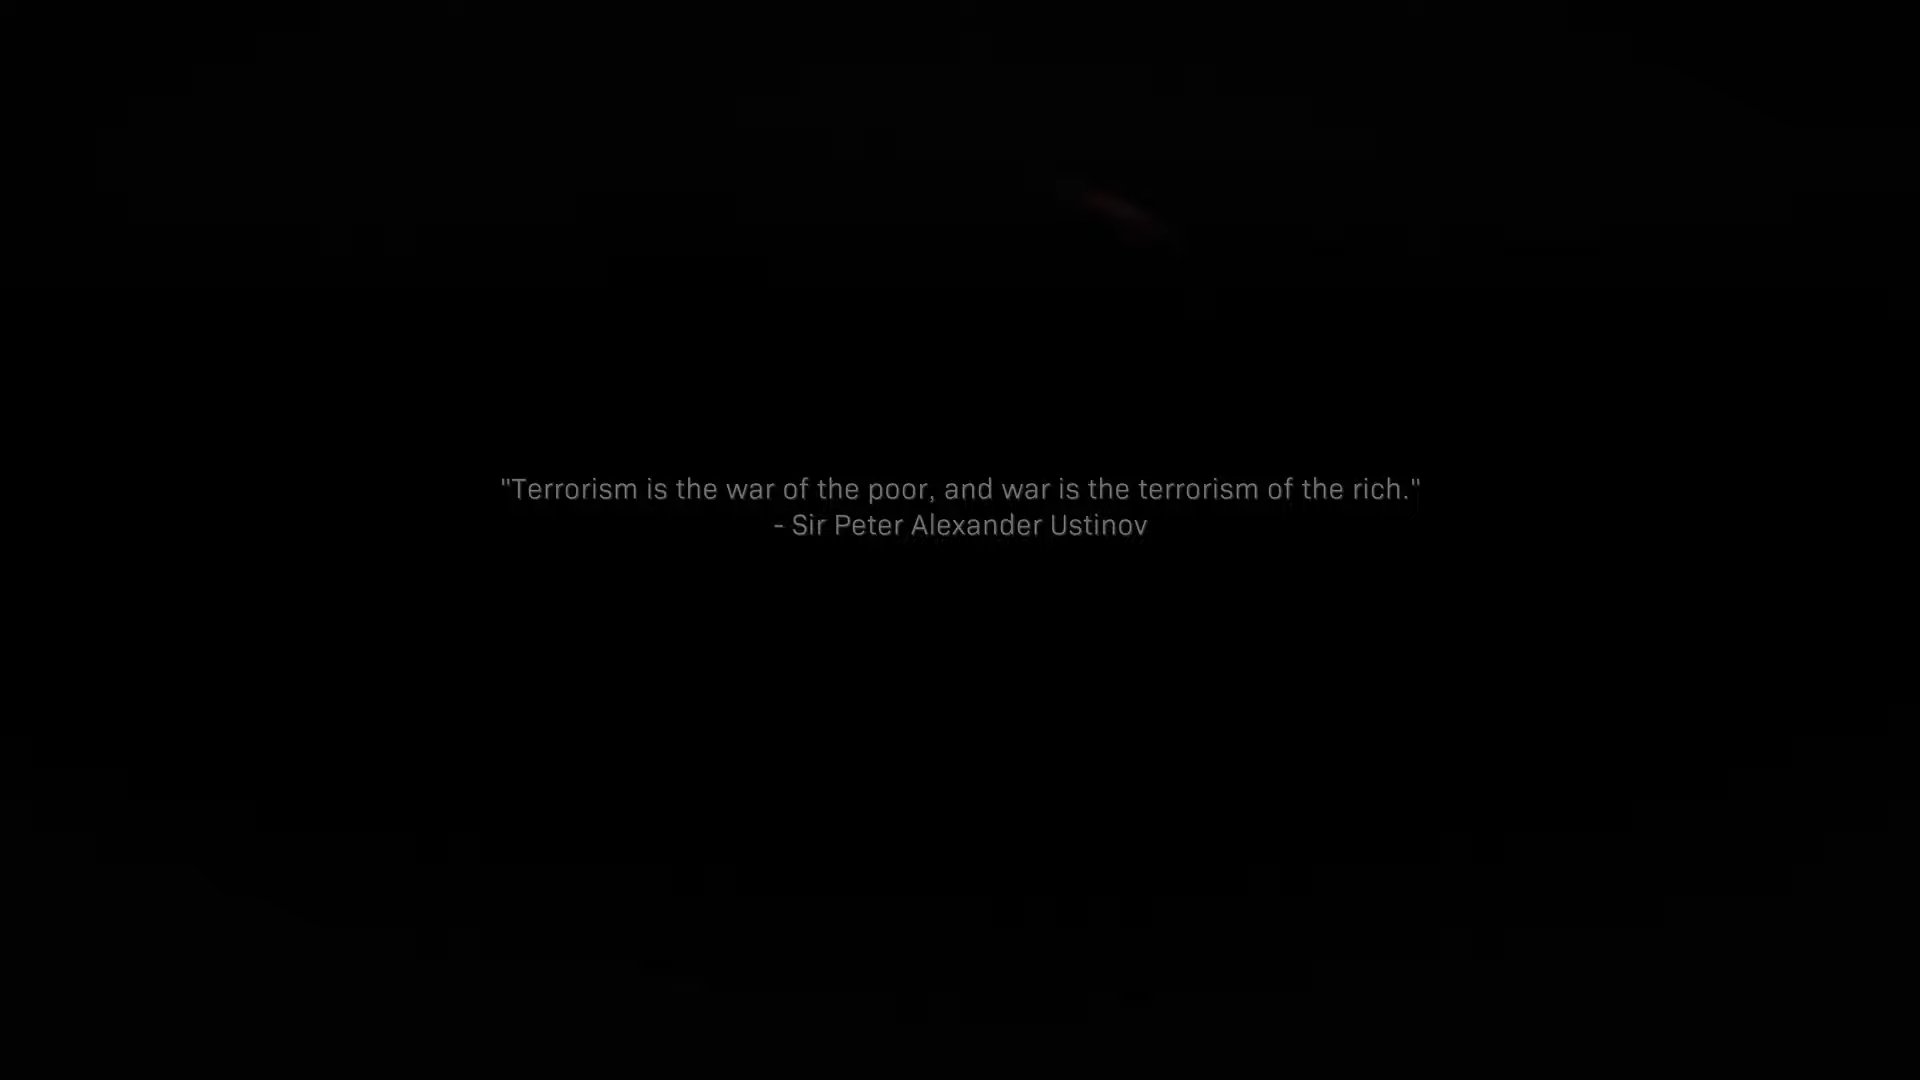 "Terrorism is the war of the poor, and war is the terrorism of the rich."
- Sir Peter Alexander Ustinov